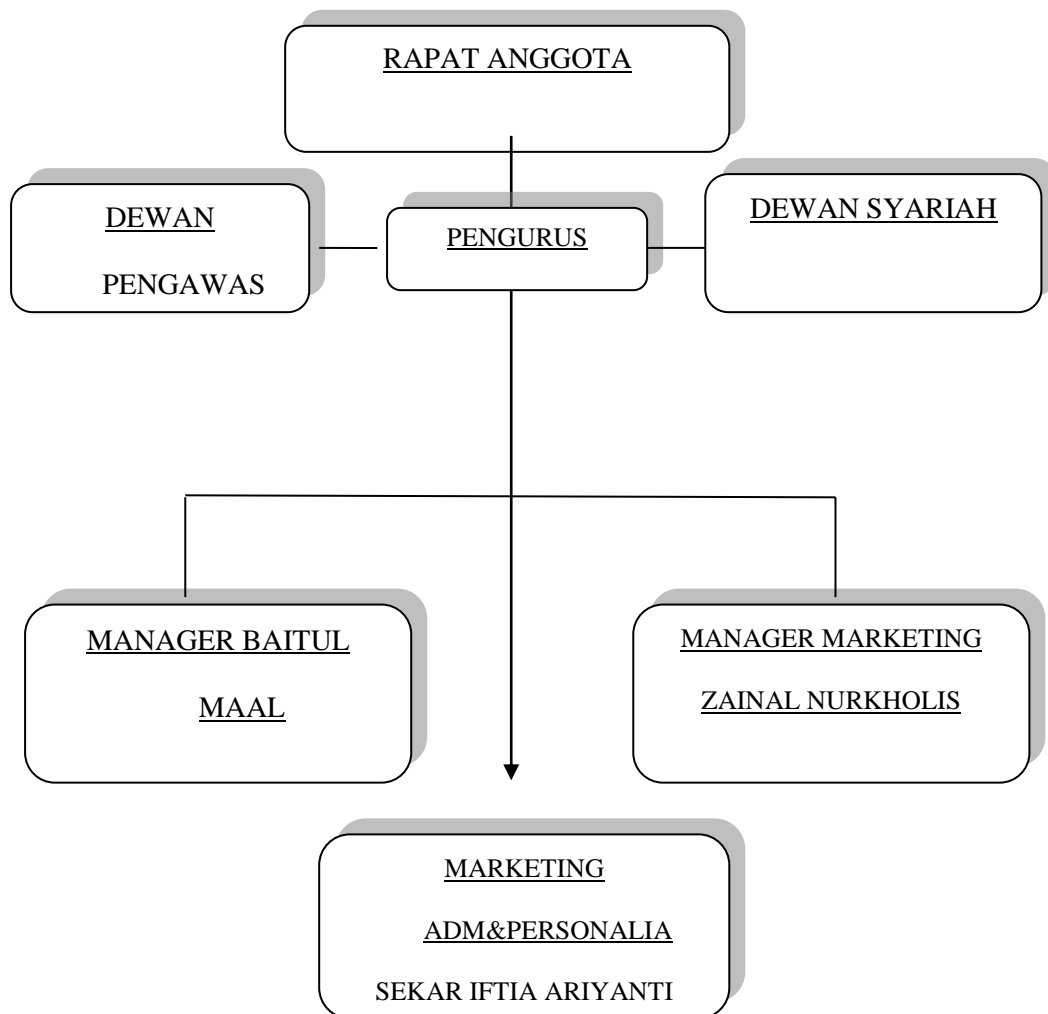 RAPAT ANGGOTA
DEWAN
PENGAWAS
PENGURUS
DEWAN SYARIAH
MANAGER BAITUL
MAAL
MANAGER MARKETING
ZAINAL NURKHOLIS
MARKETING
ADM&PERSONALIA
SEKAR IFTIA ARIYANTI